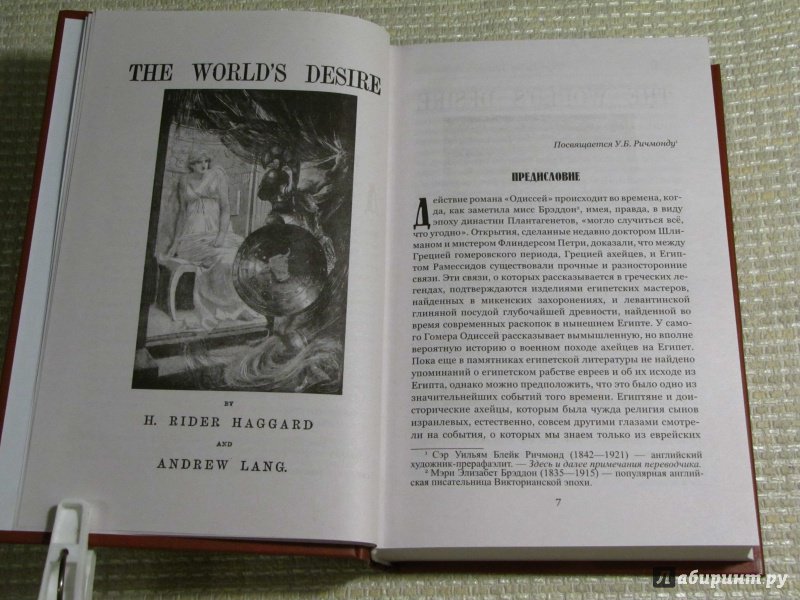 THE WORLD'S DESIRE
BY
H. RIDER HAGGARD
AND
ANDREW LANG.
Посвящается У.Б. Ричмонду¹
ПРЕДИСЛОВИЕ
Действие романа «Одиссей» происходит во времена, ког-
да, как заметила мисс Брэддон², имея, правда, в виду
эпоху династии Плантагенетов, «могло случиться всё,
что угодно». Открытия, сделанные недавно доктором Шли-
маном и мистером Флиндерсом Петри, доказали, что между
Грецией гомеровского периода, Грецией ахейцев, и Егип-
том Рамессидов существовали прочные и разносторонние
связи. Эти связи, о которых рассказывается в греческих ле-
гендах, подтверждаются изделиями египетских мастеров,
найденных в микенских захоронениях, и левантинской
глиняной посудой глубочайшей древности, найденной во
время современных раскопок в нынешнем Египте. У само-
го Гомера Одиссей рассказывает вымышленную, но вполне
вероятную историю о военном походе ахейцев на Египет.
Пока еще в памятниках египетской литературы не найдено
упоминаний о египетском рабстве евреев и об их исходе из
Египта, однако можно предположить, что это было одно из
значительнейших событий того времени. Египтяне и до-
исторические ахейцы, которым была чужда религия сынов
израилевых, естественно, совсем другими глазами смотре-
ли на события, о которых мы знаем только из еврейских
¹ Сэр Уильям Блейк Ричмонд (1842—1921) — английский
художник-прерафаэлит. — Здесь и далее примечания переводчика.
² Мэри Элизабет Брэддон (1835—1915) — популярная англий-
ская писательница Викторианской эпохи.
7
Лабиринт.ру